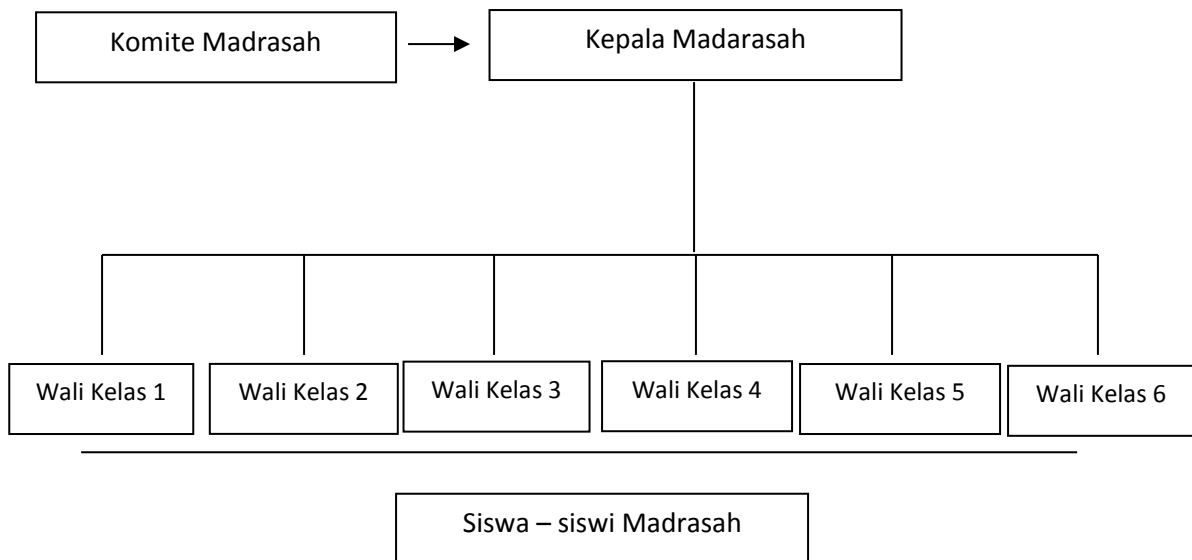 Komite Madrasah
Kepala Madarasah
Wali Kelas 1
Wali Kelas 2
Wali Kelas 3
Wali Kelas 4
Wali Kelas 5
Wali Kelas 6
Siswa – siswi Madrasah